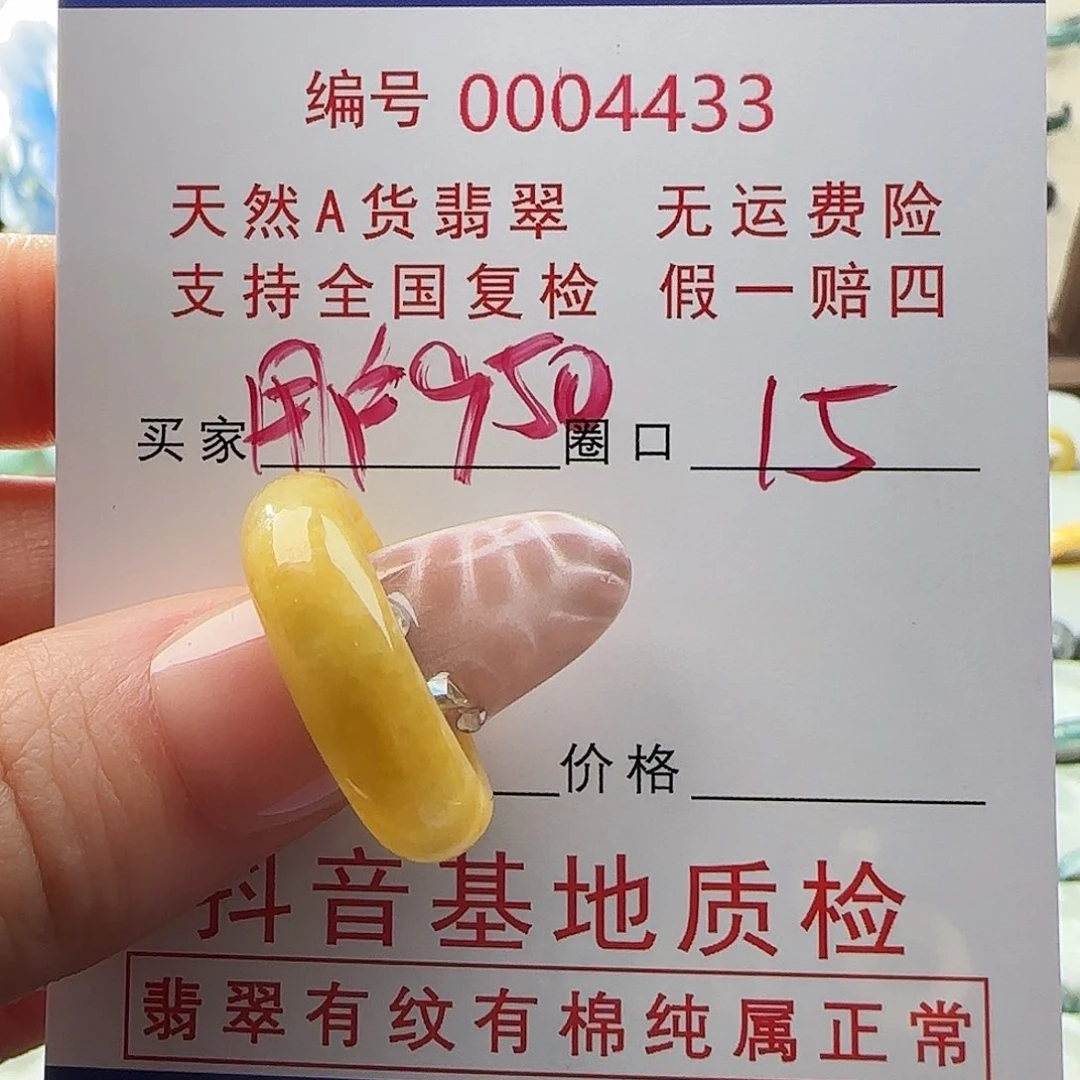 编号 0004433
天然A货翡翠 无运费险
支持全国复检 假一赔四
买家 用户950 圈口 15
价格
抖音基地质检
翡翠有纹有棉纯属正常